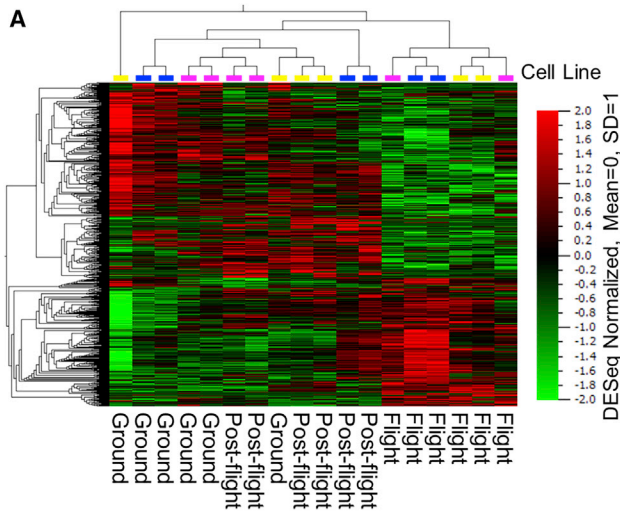 A
Cell Line
2.0
1.8
1.6
1.4
1.2
1.0
0.8
0.6
0.4
0.2
0.0
-0.2
-0.4
-0.6
-0.8
-1.0
-1.2
-1.4
-1.6
-1.8
-2.0
DESeq Normalized, Mean=0, SD=1
Ground
Ground
Ground
Ground
Ground
Post-flight
Post-flight
Ground
Post-flight
Post-flight
Post-flight
Post-flight
Flight
Flight
Flight
Flight
Flight
Flight